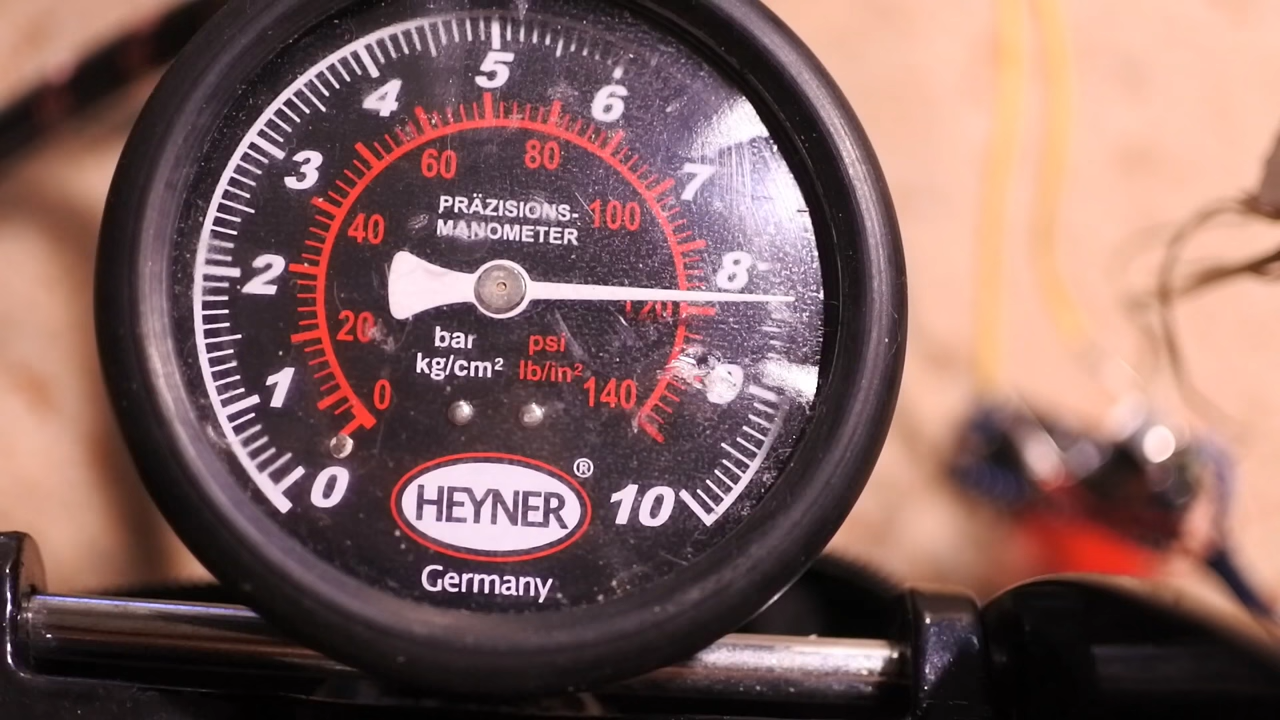 5
4
6
3
60
80
7
PRÄZISIONS-
MANOMETER
100
40
2
8
120
20
bar
psi
kg/cm²
lb/in²
1
0
140
9
0
HEYNER®
10
Germany